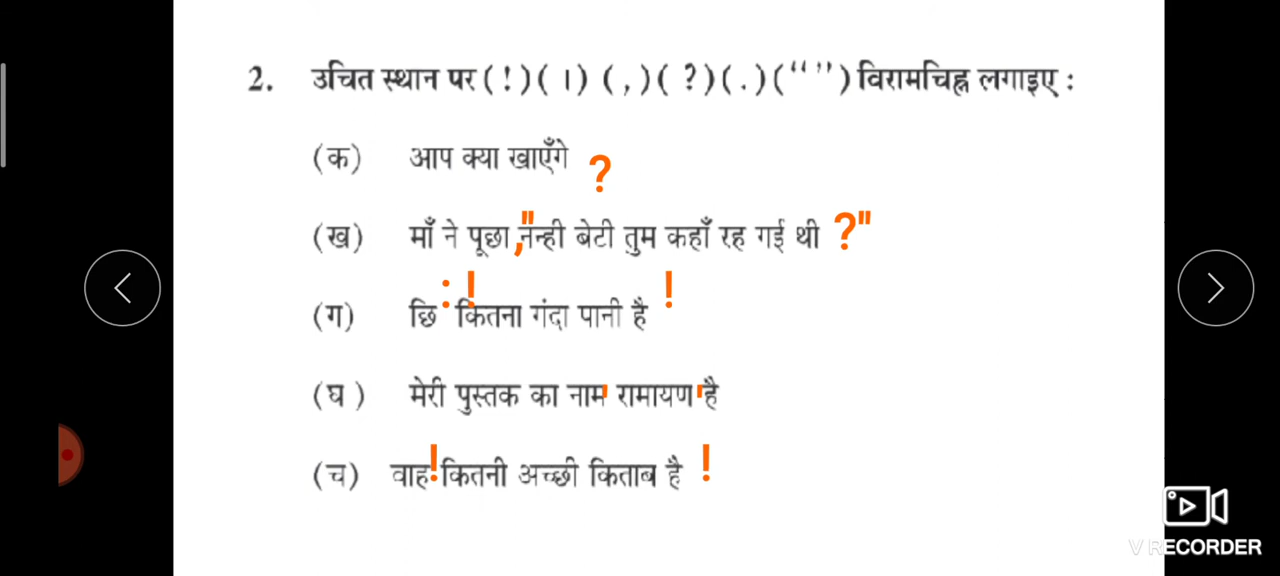 2. उचित स्थान पर ( ! ) ( । ) ( , ) ( ? ) ( . ) ( “ ” ) विरामचिह्न लगाइए :
(क) आप क्या खाएँगे ?
(ख) माँ ने पूछा ,"नन्ही बेटी तुम कहाँ रह गई थी ?"
(ग) छि : ! कितना गंदा पानी है !
(घ ) मेरी पुस्तक का नाम ' रामायण ' है
(च) वाह ! कितनी अच्छी किताब है !
V RECORDER